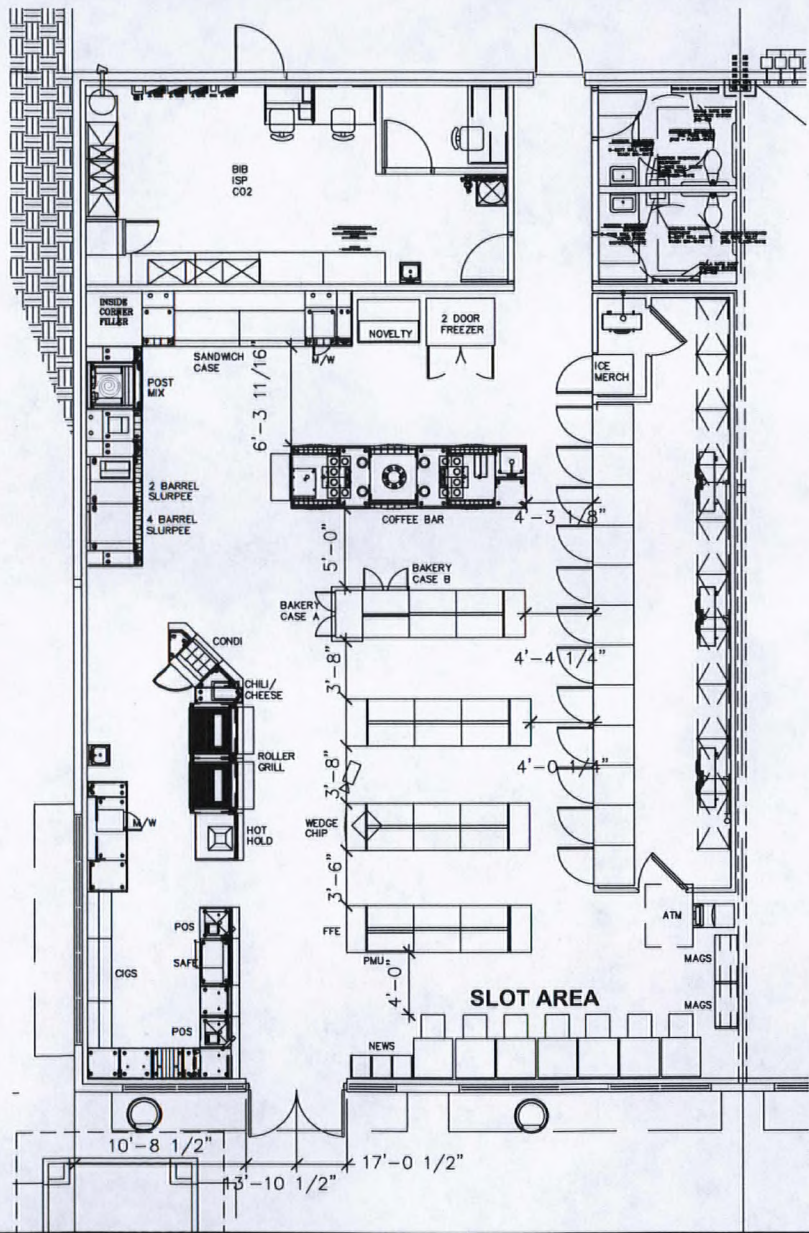 BIB
ISP
CO2
INSIDE
CORNER
FILLER
SANDWICH
CASE
M/W
NOVELTY
2 DOOR
FREEZER
ICE
MERCH
POST
MIX
6'-3 11/16"
2 BARREL
SLURPEE
4 BARREL
SLURPEE
COFFEE BAR
4'-3 1/8"
5'-0"
BAKERY
CASE B
BAKERY
CASE A
CONDI
4'-4 1/4"
3'-8"
CHILI/
CHEESE
ROLLER
GRILL
4'-0 1/4"
3'-8"
M/W
HOT
HOLD
WEDGE
CHIP
3'-6"
POS
FFE
ATM
SAFE
CIGS
PMU
4'-0
MAGS
SLOT AREA
MAGS
POS
NEWS
10'-8 1/2"
17'-0 1/2"
13'-10 1/2"